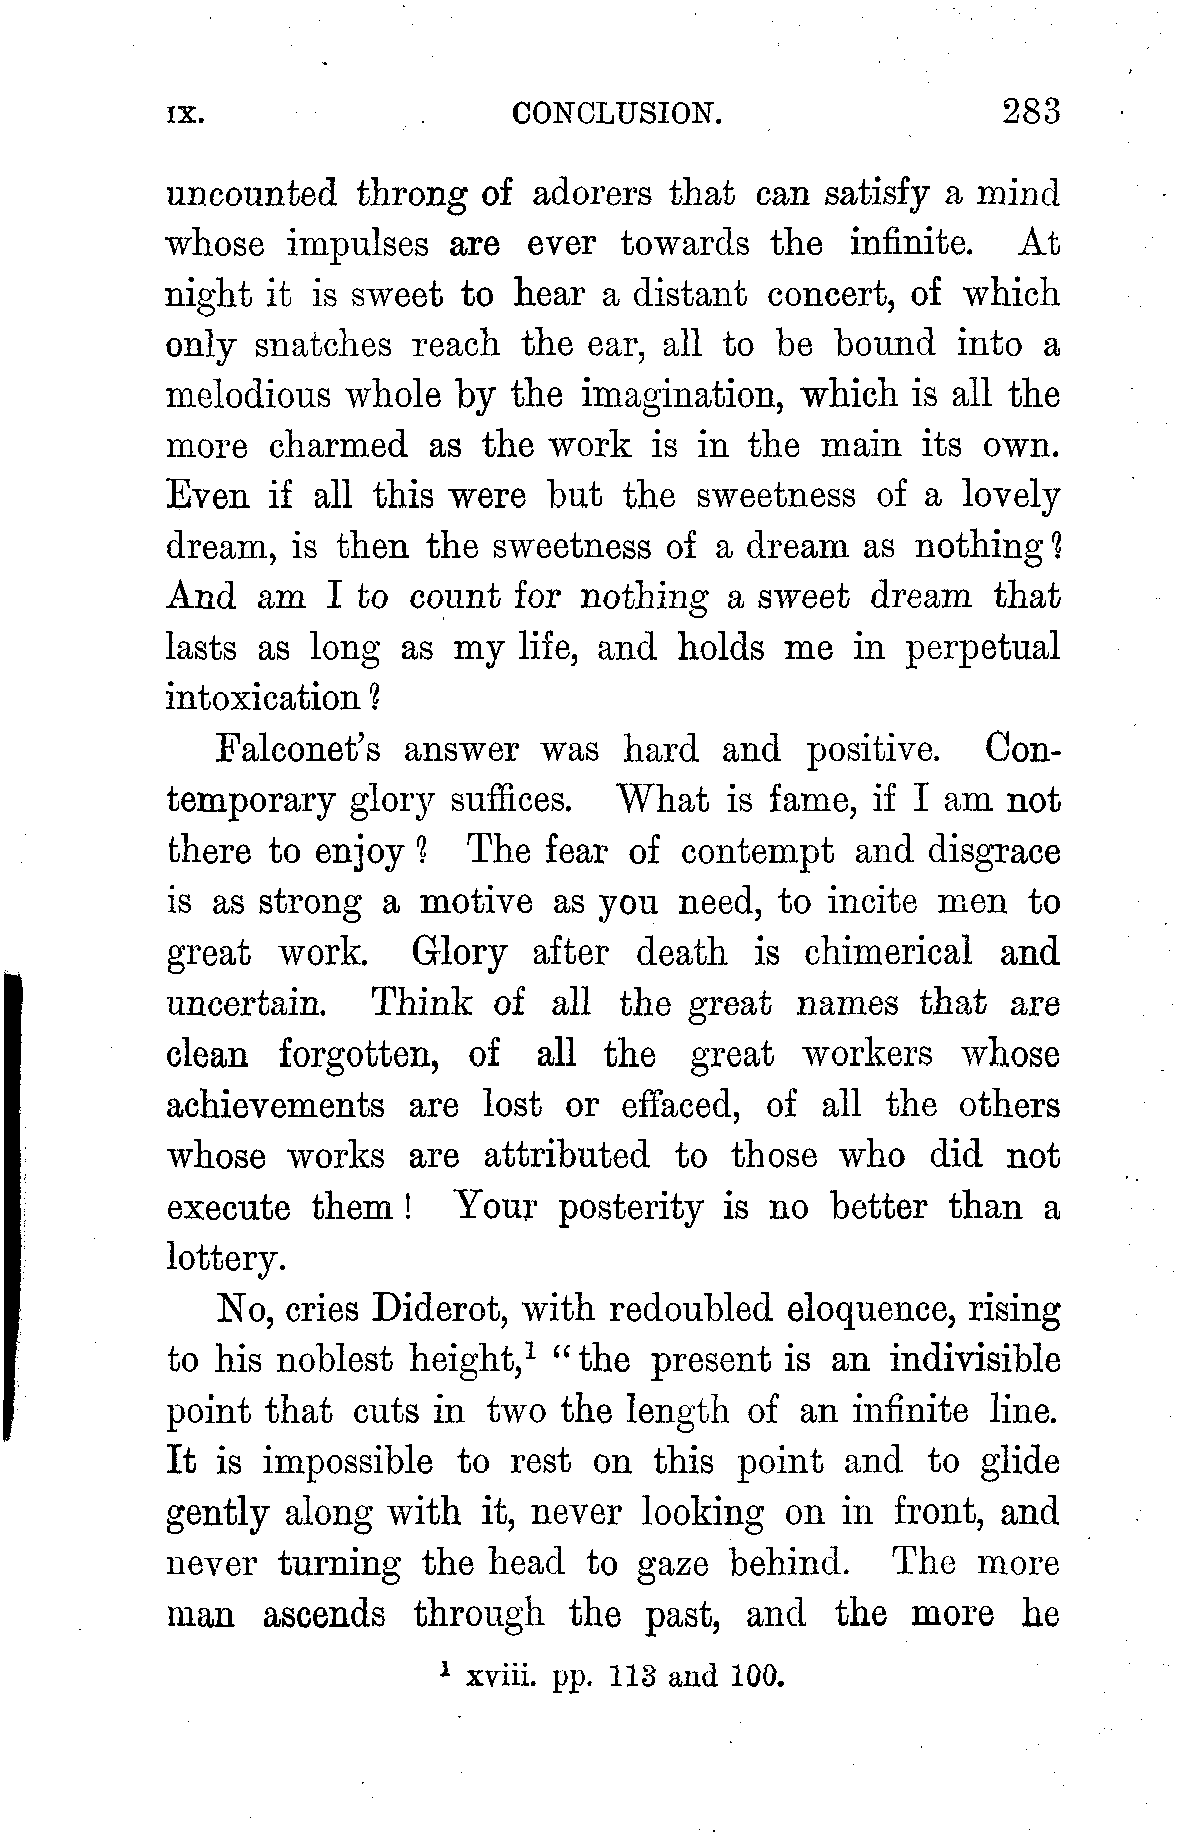 IX. CONCLUSION. 283
uncounted throng of adorers that can satisfy a mind
whose impulses are ever towards the infinite. At
night it is sweet to hear a distant concert, of which
only snatches reach the ear, all to be bound into a
melodious whole by the imagination, which is all the
more charmed as the work is in the main its own.
Even if all this were but the sweetness of a lovely
dream, is then the sweetness of a dream as nothing?
And am I to count for nothing a sweet dream that
lasts as long as my life, and holds me in perpetual
intoxication?
Falconet's answer was hard and positive. Con-
temporary glory suffices. What is fame, if I am not
there to enjoy? The fear of contempt and disgrace
is as strong a motive as you need, to incite men to
great work. Glory after death is chimerical and
uncertain. Think of all the great names that are
clean forgotten, of all the great workers whose
achievements are lost or effaced, of all the others
whose works are attributed to those who did not
execute them! Your posterity is no better than a
lottery.
No, cries Diderot, with redoubled eloquence, rising
to his noblest height,¹ "the present is an indivisible
point that cuts in two the length of an infinite line.
It is impossible to rest on this point and to glide
gently along with it, never looking on in front, and
never turning the head to gaze behind. The more
man ascends through the past, and the more he
¹ xviii. pp. 113 and 100.